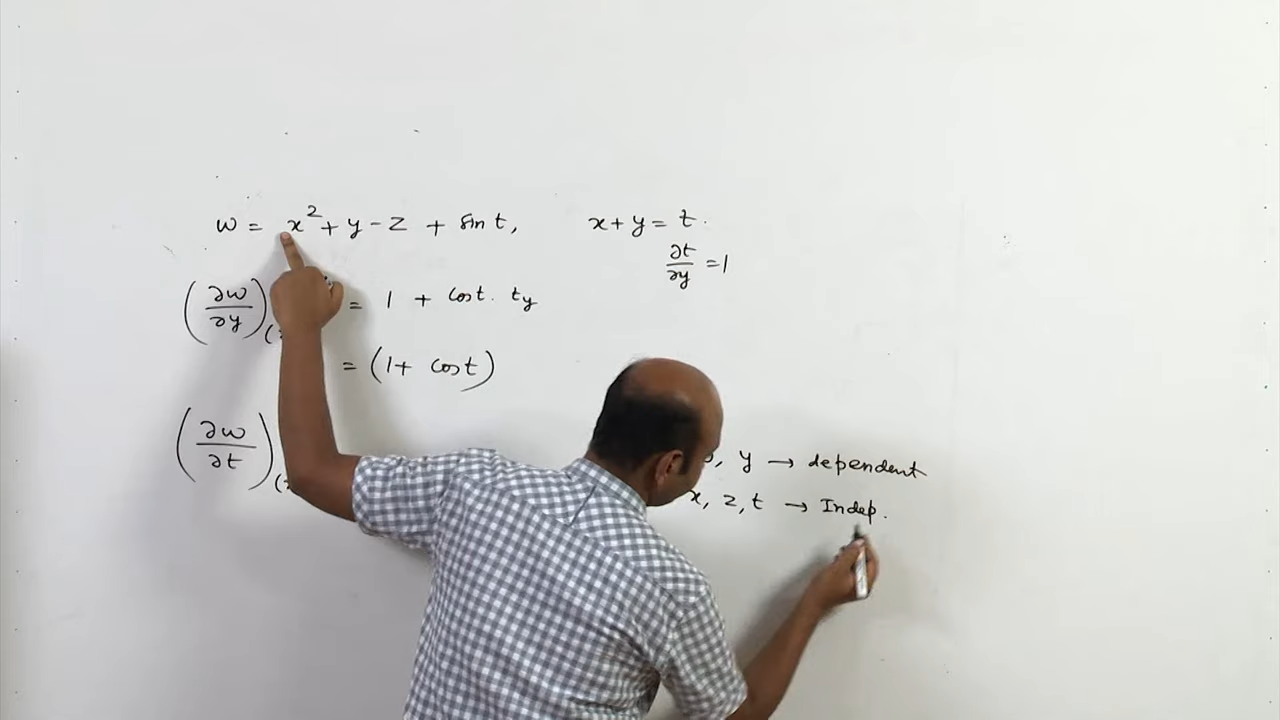 w = x² + y - z + sin t, x + y = t.
∂t/∂y = 1
(∂w/∂y) = 1 + cos t. t_y
= (1 + cos t)
(∂w/∂t)
, y → dependent
x, z, t → Indep.